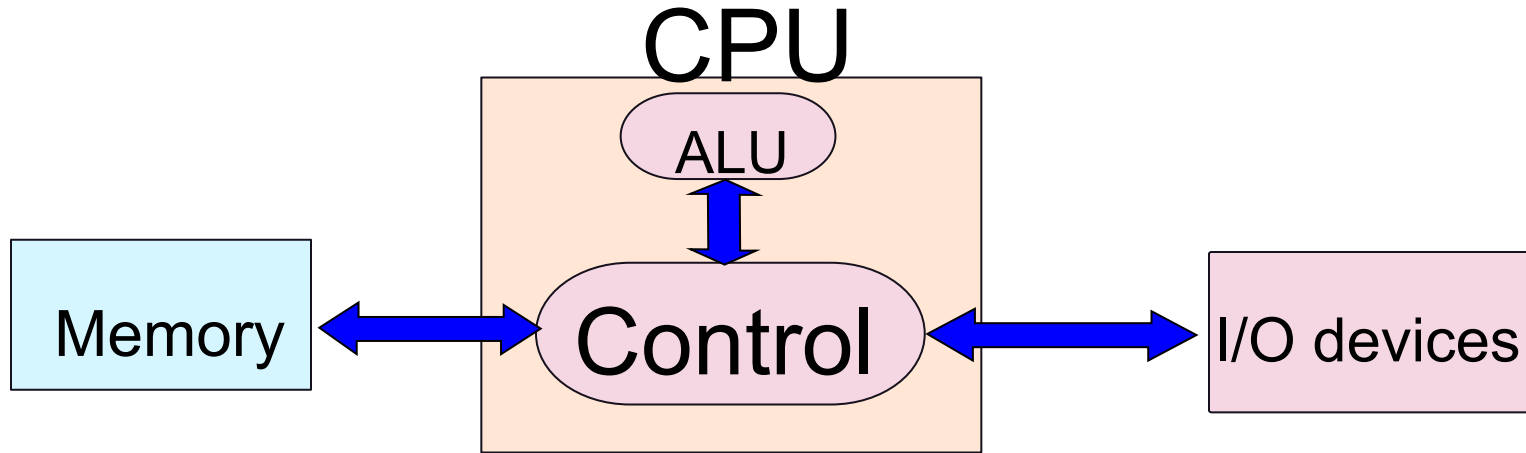 CPU
ALU
Memory
Control
I/O devices